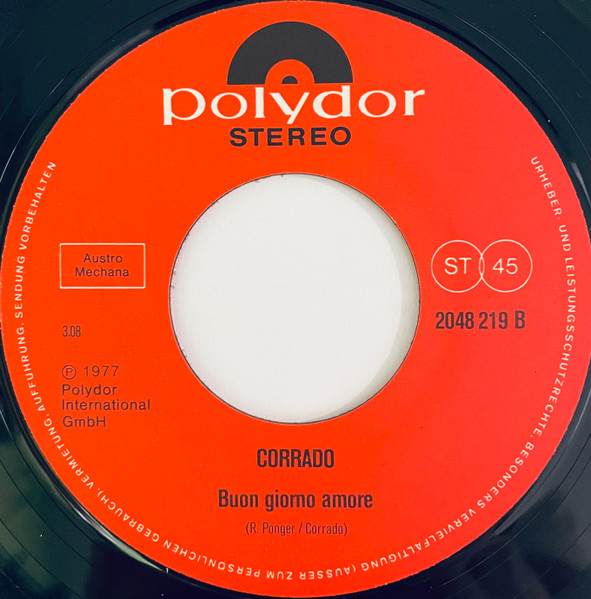 polydor
STEREO
Austro
Mechana
ST 45
2048 219 B
3.08
Ⓟ 1977
Polydor
International
GmbH
CORRADO
Buon giorno amore
(R. Ponger / Corrado)
URHEBER- UND LEISTUNGSSCHUTZRECHTE, BESONDERS VERVIELFÄLTIGUNG (AUSSER ZUM PERSÖNLICHEN GEBRAUCH), VERMIETUNG, AUFFÜHRUNG, SENDUNG VORBEHALTEN